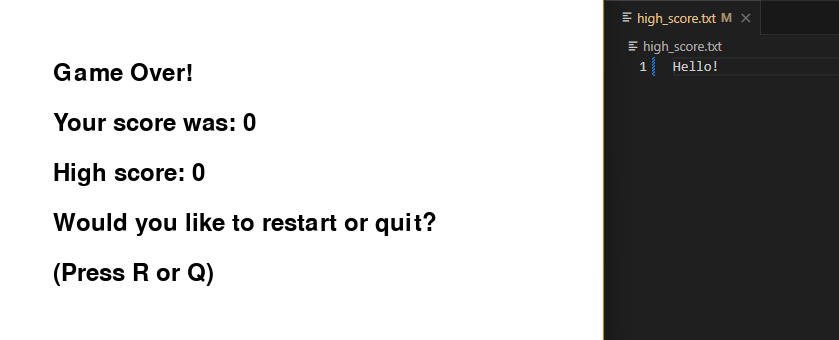 Game Over!
Your score was: 0
High score: 0
Would you like to restart or quit?
(Press R or Q)
high_score.txt M
high_score.txt
1 Hello!